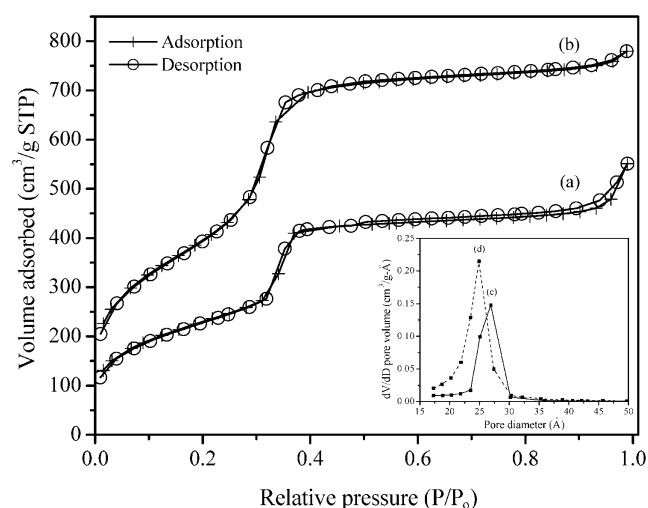 800
700
600
500
400
300
200
100
0
Volume adsorbed (cm³/g STP)
Adsorption
Desorption
(b)
(a)
0.25
0.20
0.15
0.10
0.05
0.00
dV/dD pore volume (cm³/g-Å)
(d)
(c)
15 20 25 30 35 40 45 50
Pore diameter (Å)
0.0 0.2 0.4 0.6 0.8 1.0
Relative pressure (P/Pₒ)